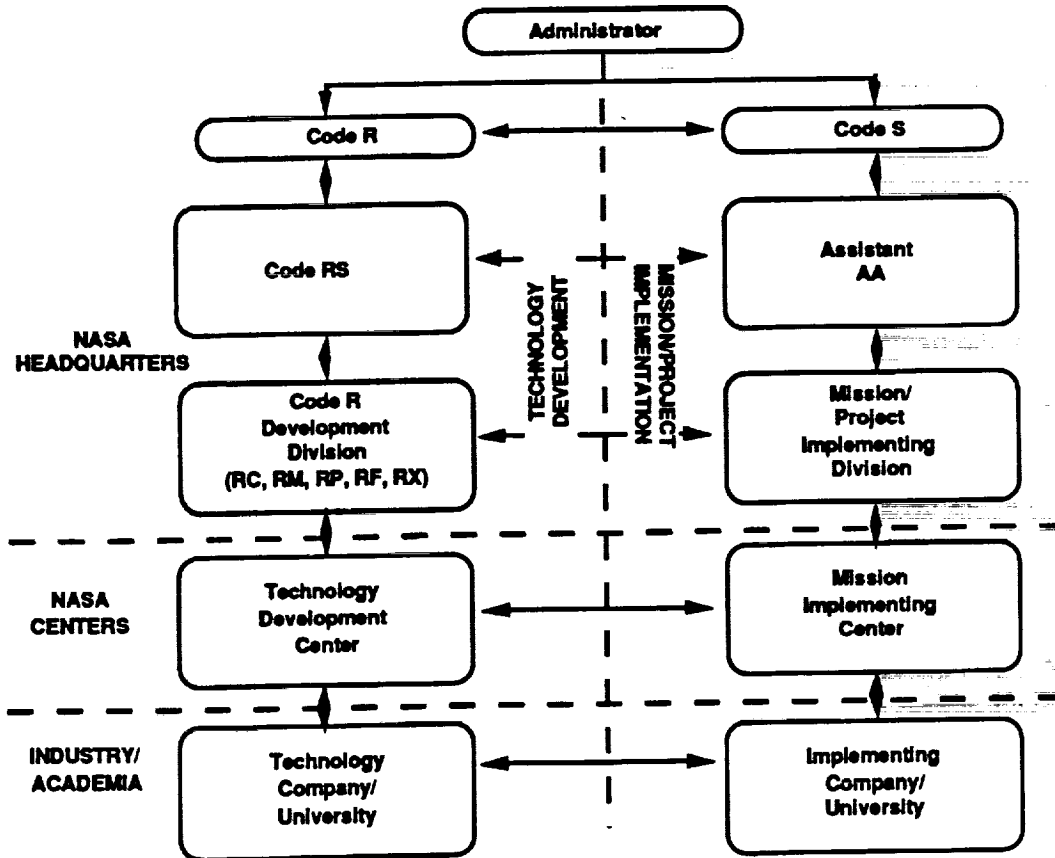 Administrator
Code R
Code S
Code RS
Assistant
AA
TECHNOLOGY
DEVELOPMENT
MISSION/PROJECT
IMPLEMENTATION
NASA
HEADQUARTERS
Code R
Development
Division
(RC, RM, RP, RF, RX)
Mission/
Project
Implementing
Division
NASA
CENTERS
Technology
Development
Center
Mission
Implementing
Center
INDUSTRY/
ACADEMIA
Technology
Company/
University
Implementing
Company/
University